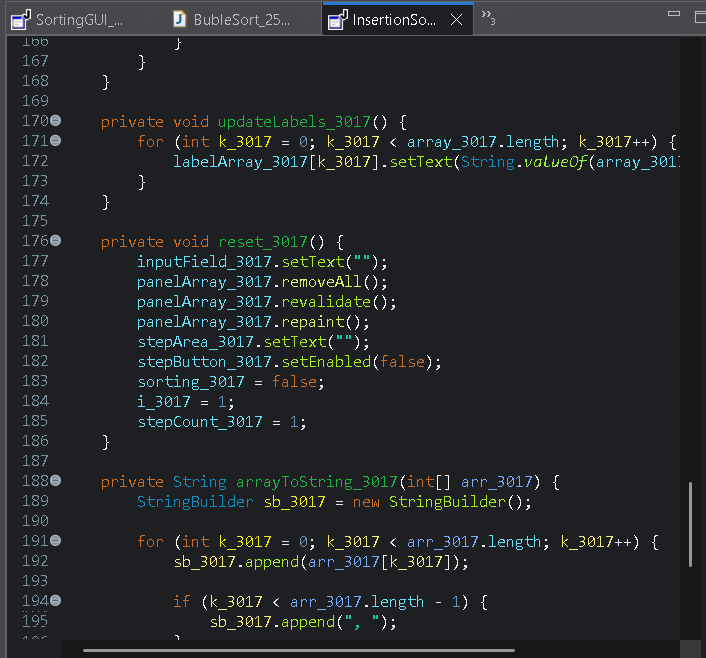 SortingGUI_...
BubleSort_25...
InsertionSo...
»3
166 }
167 }
168 }
169
170 private void updateLabels_3017() {
171 for (int k_3017 = 0; k_3017 < array_3017.length; k_3017++) {
172 labelArray_3017[k_3017].setText(String.valueOf(array_3017
173 }
174 }
175
176 private void reset_3017() {
177 inputField_3017.setText("");
178 panelArray_3017.removeAll();
179 panelArray_3017.revalidate();
180 panelArray_3017.repaint();
181 stepArea_3017.setText("");
182 stepButton_3017.setEnabled(false);
183 sorting_3017 = false;
184 i_3017 = 1;
185 stepCount_3017 = 1;
186 }
187
188 private String arrayToString_3017(int[] arr_3017) {
189 StringBuilder sb_3017 = new StringBuilder();
190
191 for (int k_3017 = 0; k_3017 < arr_3017.length; k_3017++) {
192 sb_3017.append(arr_3017[k_3017]);
193
194 if (k_3017 < arr_3017.length - 1) {
195 sb_3017.append(", ");
196 }